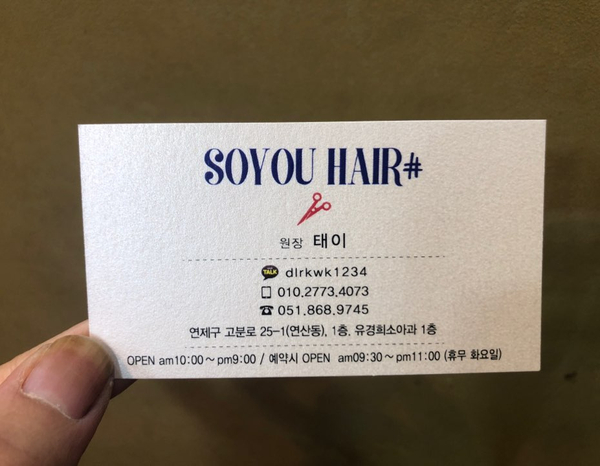 SOYOU HAIR#
원장 태이
TALK dlrkwk1234
010.2773.4073
051.868.9745
연제구 고분로 25-1(연산동), 1층, 유경희소아과 1층
OPEN am10:00~pm9:00 / 예약시 OPEN am09:30~pm11:00 (휴무 화요일)